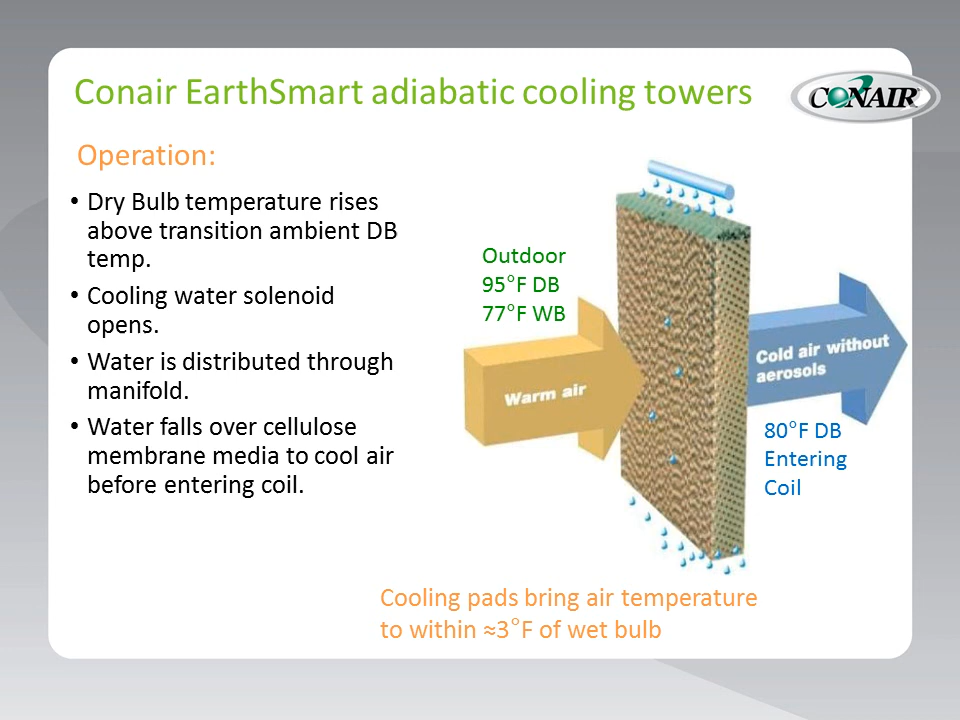 Conair EarthSmart adiabatic cooling towers
CONAIR
Operation:
• Dry Bulb temperature rises
above transition ambient DB
temp.
• Cooling water solenoid
opens.
• Water is distributed through
manifold.
• Water falls over cellulose
membrane media to cool air
before entering coil.
Outdoor
95°F DB
77°F WB
Warm air
Cold air without
aerosols
80°F DB
Entering
Coil
Cooling pads bring air temperature
to within ≈3°F of wet bulb